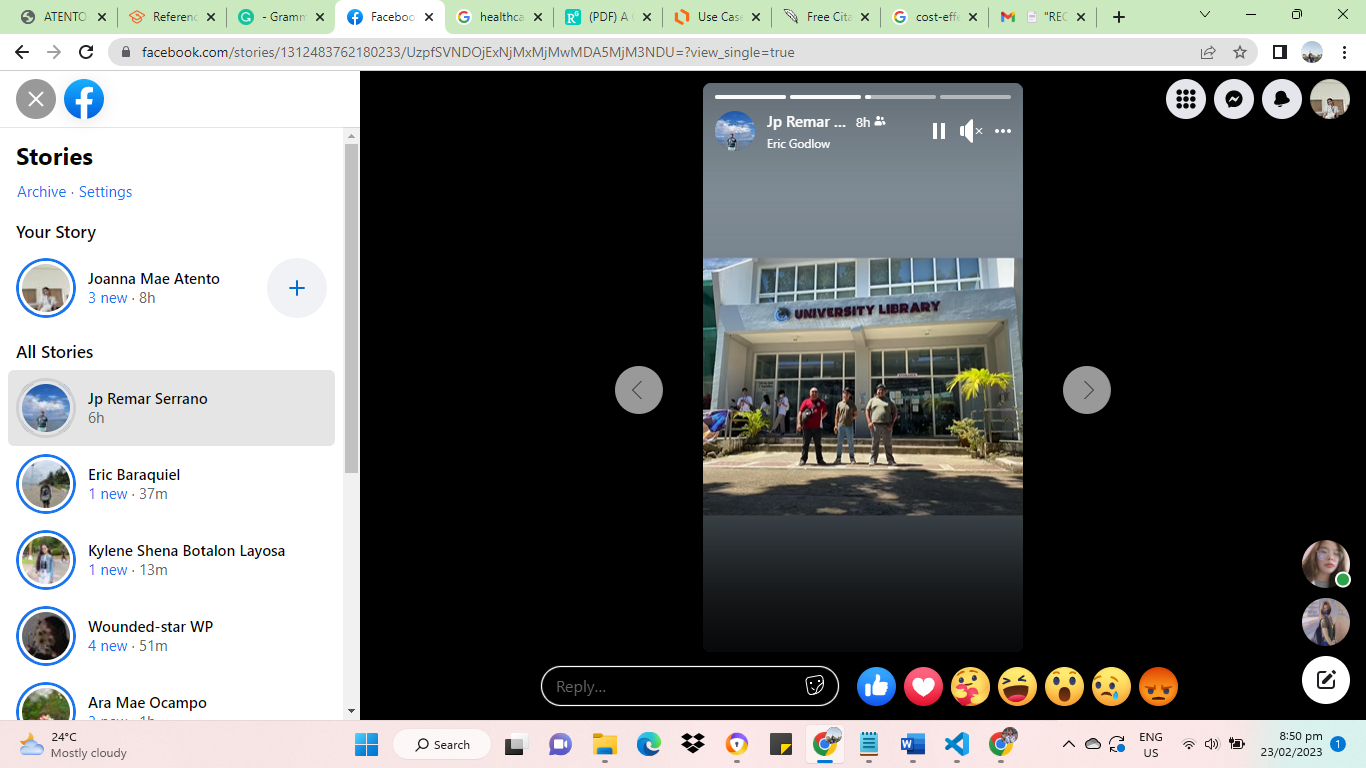 ATENTO
Referenc
- Gramm
Faceboo
healthca
(PDF) A C
Use Case
Free Cita
cost-effe
"REC
facebook.com/stories/1312483762180233/UzpfSVNDOjExNjMxMjMwMDA5MjM3NDU=?view_single=true
Stories
Archive · Settings
Your Story
Joanna Mae Atento
3 new · 8h
All Stories
Jp Remar Serrano
6h
Eric Baraquiel
1 new · 37m
Kylene Shena Botalon Layosa
1 new · 13m
Wounded-star WP
4 new · 51m
Ara Mae Ocampo
Jp Remar ... 8h
Eric Godlow
UNIVERSITY LIBRARY
Reply...
24°C
Mostly cloudy
Search
ENG
US
8:50 pm
23/02/2023
1